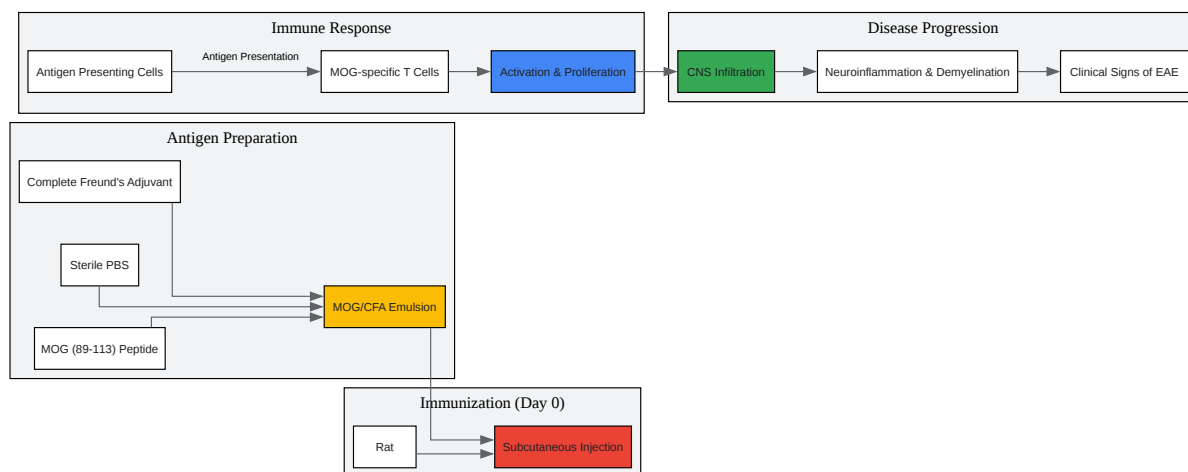 Immune Response
Antigen Presenting Cells
Antigen Presentation
MOG-specific T Cells
Activation & Proliferation
Disease Progression
CNS Infiltration
Neuroinflammation & Demyelination
Clinical Signs of EAE
Antigen Preparation
Complete Freund's Adjuvant
Sterile PBS
MOG (89-113) Peptide
MOG/CFA Emulsion
Immunization (Day 0)
Rat
Subcutaneous Injection